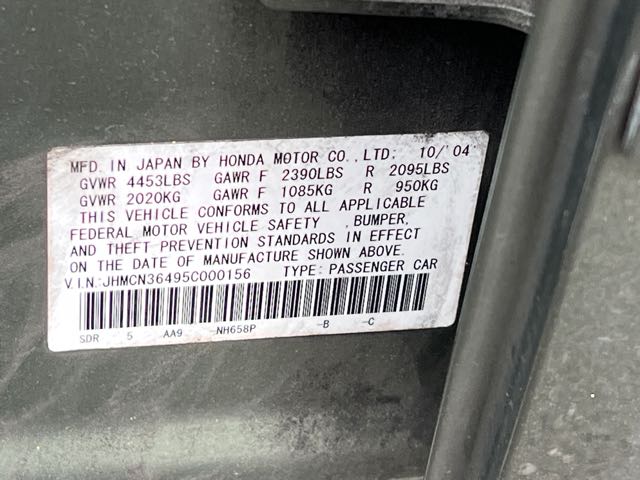 MFD. IN JAPAN BY HONDA MOTOR CO., LTD; 10/'04
GVWR 4453LBS GAWR F 2390LBS R 2095LBS
GVWR 2020KG GAWR F 1085KG R 950KG
THIS VEHICLE CONFORMS TO ALL APPLICABLE
FEDERAL MOTOR VEHICLE SAFETY ,BUMPER,
AND THEFT PREVENTION STANDARDS IN EFFECT
ON THE DATE OF MANUFACTURE SHOWN ABOVE.
V.I.N:JHMCN36495C000156 TYPE: PASSENGER CAR
SDR 5 AA9 -NH658P -B -C